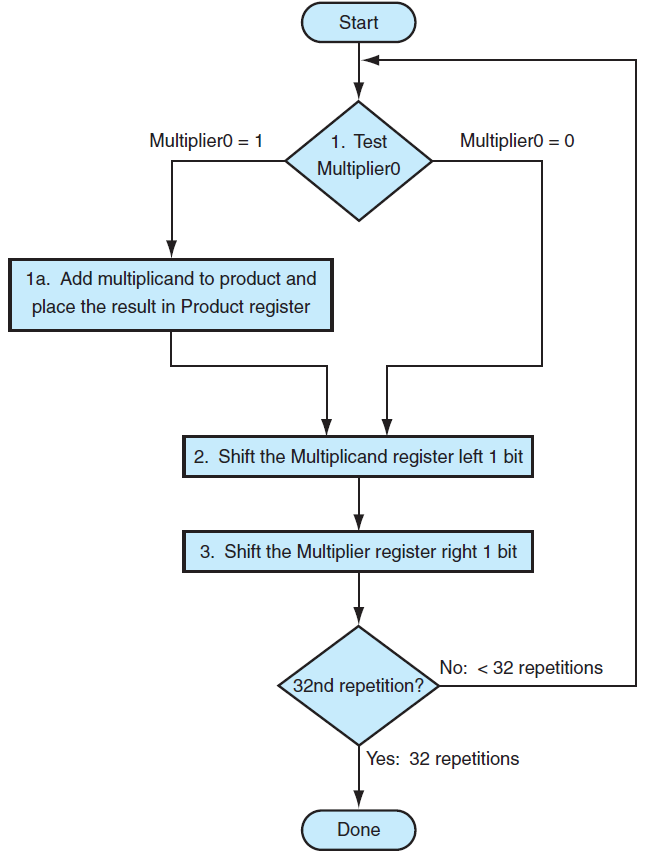 Start
Multiplier0 = 1
1. Test
Multiplier0
Multiplier0 = 0
1a. Add multiplicand to product and
place the result in Product register
2. Shift the Multiplicand register left 1 bit
3. Shift the Multiplier register right 1 bit
32nd repetition?
No: < 32 repetitions
Yes: 32 repetitions
Done